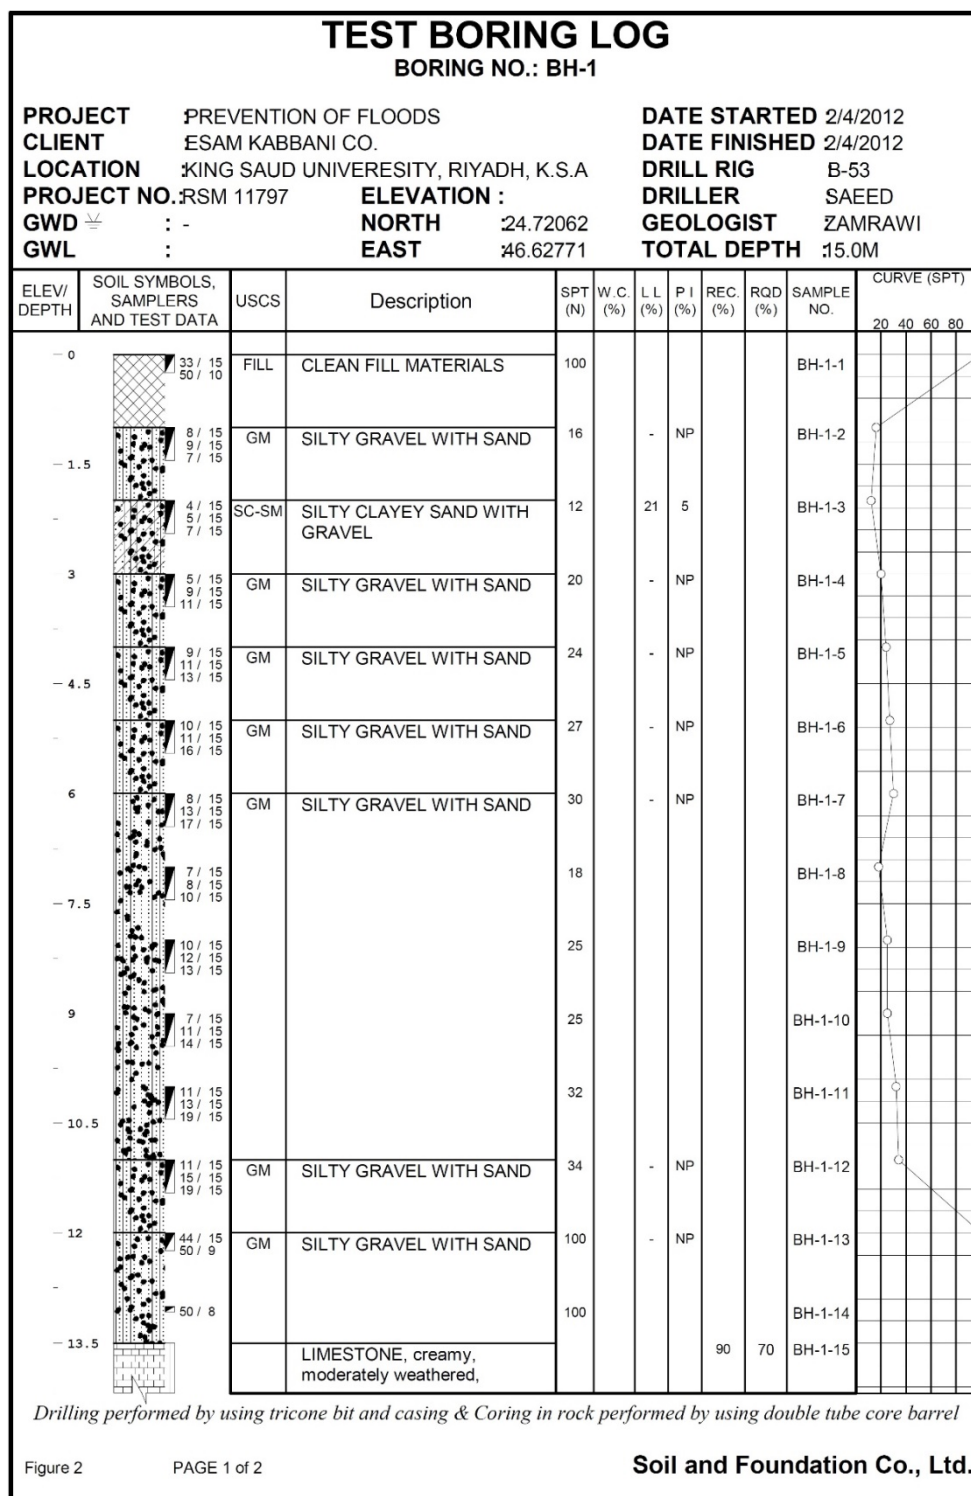 TEST BORING LOG
BORING NO.: BH-1
PROJECT :PREVENTION OF FLOODS DATE STARTED :2/4/2012
CLIENT :ESAM KABBANI CO. DATE FINISHED :2/4/2012
LOCATION :KING SAUD UNIVERESITY, RIYADH, K.S.A DRILL RIG B-53
PROJECT NO.:RSM 11797 ELEVATION : DRILLER SAEED
GWD : - NORTH :24.72062 GEOLOGIST ZAMRAWI
GWL : - EAST :46.62771 TOTAL DEPTH :15.0M
ELEV/ DEPTH SOIL SYMBOLS, SAMPLERS AND TEST DATA USCS Description SPT (N) W.C. (%) L L (%) P I (%) REC. (%) RQD (%) SAMPLE NO. CURVE (SPT)
20 40 60 80
0 33 / 15 FILL CLEAN FILL MATERIALS 100 BH-1-1
50 / 10
8 / 15 GM SILTY GRAVEL WITH SAND 16 - NP BH-1-2
9 / 15
7 / 15
1.5
4 / 15 SC-SM SILTY CLAYEY SAND WITH 12 21 5 BH-1-3
5 / 15 GRAVEL
7 / 15
3 5 / 15 GM SILTY GRAVEL WITH SAND 20 - NP BH-1-4
9 / 15
11 / 15
9 / 15 GM SILTY GRAVEL WITH SAND 24 - NP BH-1-5
11 / 15
13 / 15
4.5
10 / 15 GM SILTY GRAVEL WITH SAND 27 - NP BH-1-6
11 / 15
16 / 15
6 8 / 15 GM SILTY GRAVEL WITH SAND 30 - NP BH-1-7
13 / 15
17 / 15
7 / 15 18 BH-1-8
8 / 15
10 / 15
7.5
10 / 15 25 BH-1-9
12 / 15
13 / 15
9 7 / 15 25 BH-1-10
11 / 15
14 / 15
11 / 15 32 BH-1-11
13 / 15
19 / 15
10.5
11 / 15 GM SILTY GRAVEL WITH SAND 34 - NP BH-1-12
15 / 15
19 / 15
12 44 / 15 GM SILTY GRAVEL WITH SAND 100 - NP BH-1-13
50 / 9
50 / 8 100 BH-1-14
13.5 LIMESTONE, creamy, 90 70 BH-1-15
moderately weathered,
Drilling performed by using tricone bit and casing & Coring in rock performed by using double tube core barrel
Figure 2 PAGE 1 of 2 Soil and Foundation Co., Ltd.